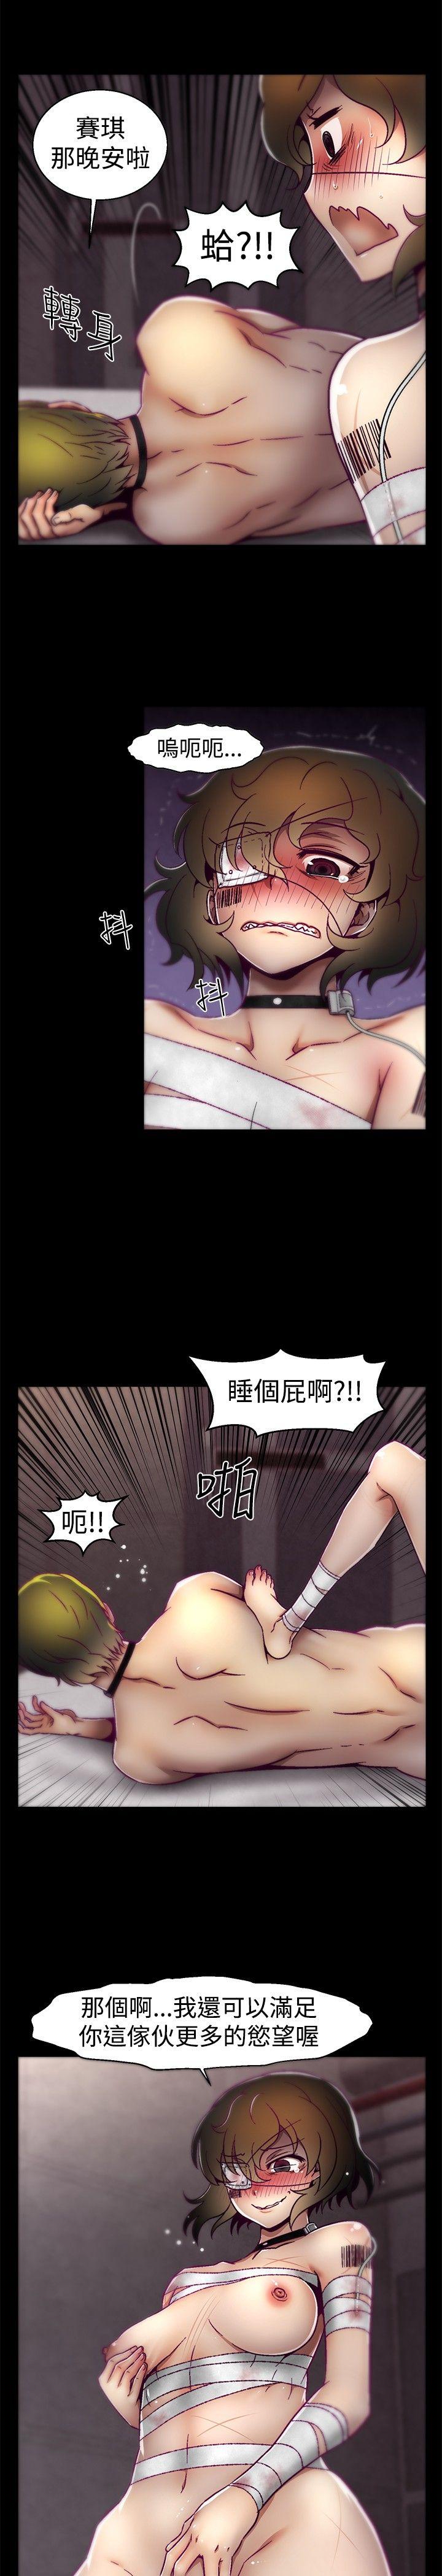 賽琪
那晚安啦
蛤?!!
轉身
嗚呃呃...
抖
抖
睡個屁啊?!!
啪
呃!!
那個啊...我還可以滿足
你這傢伙更多的慾望喔